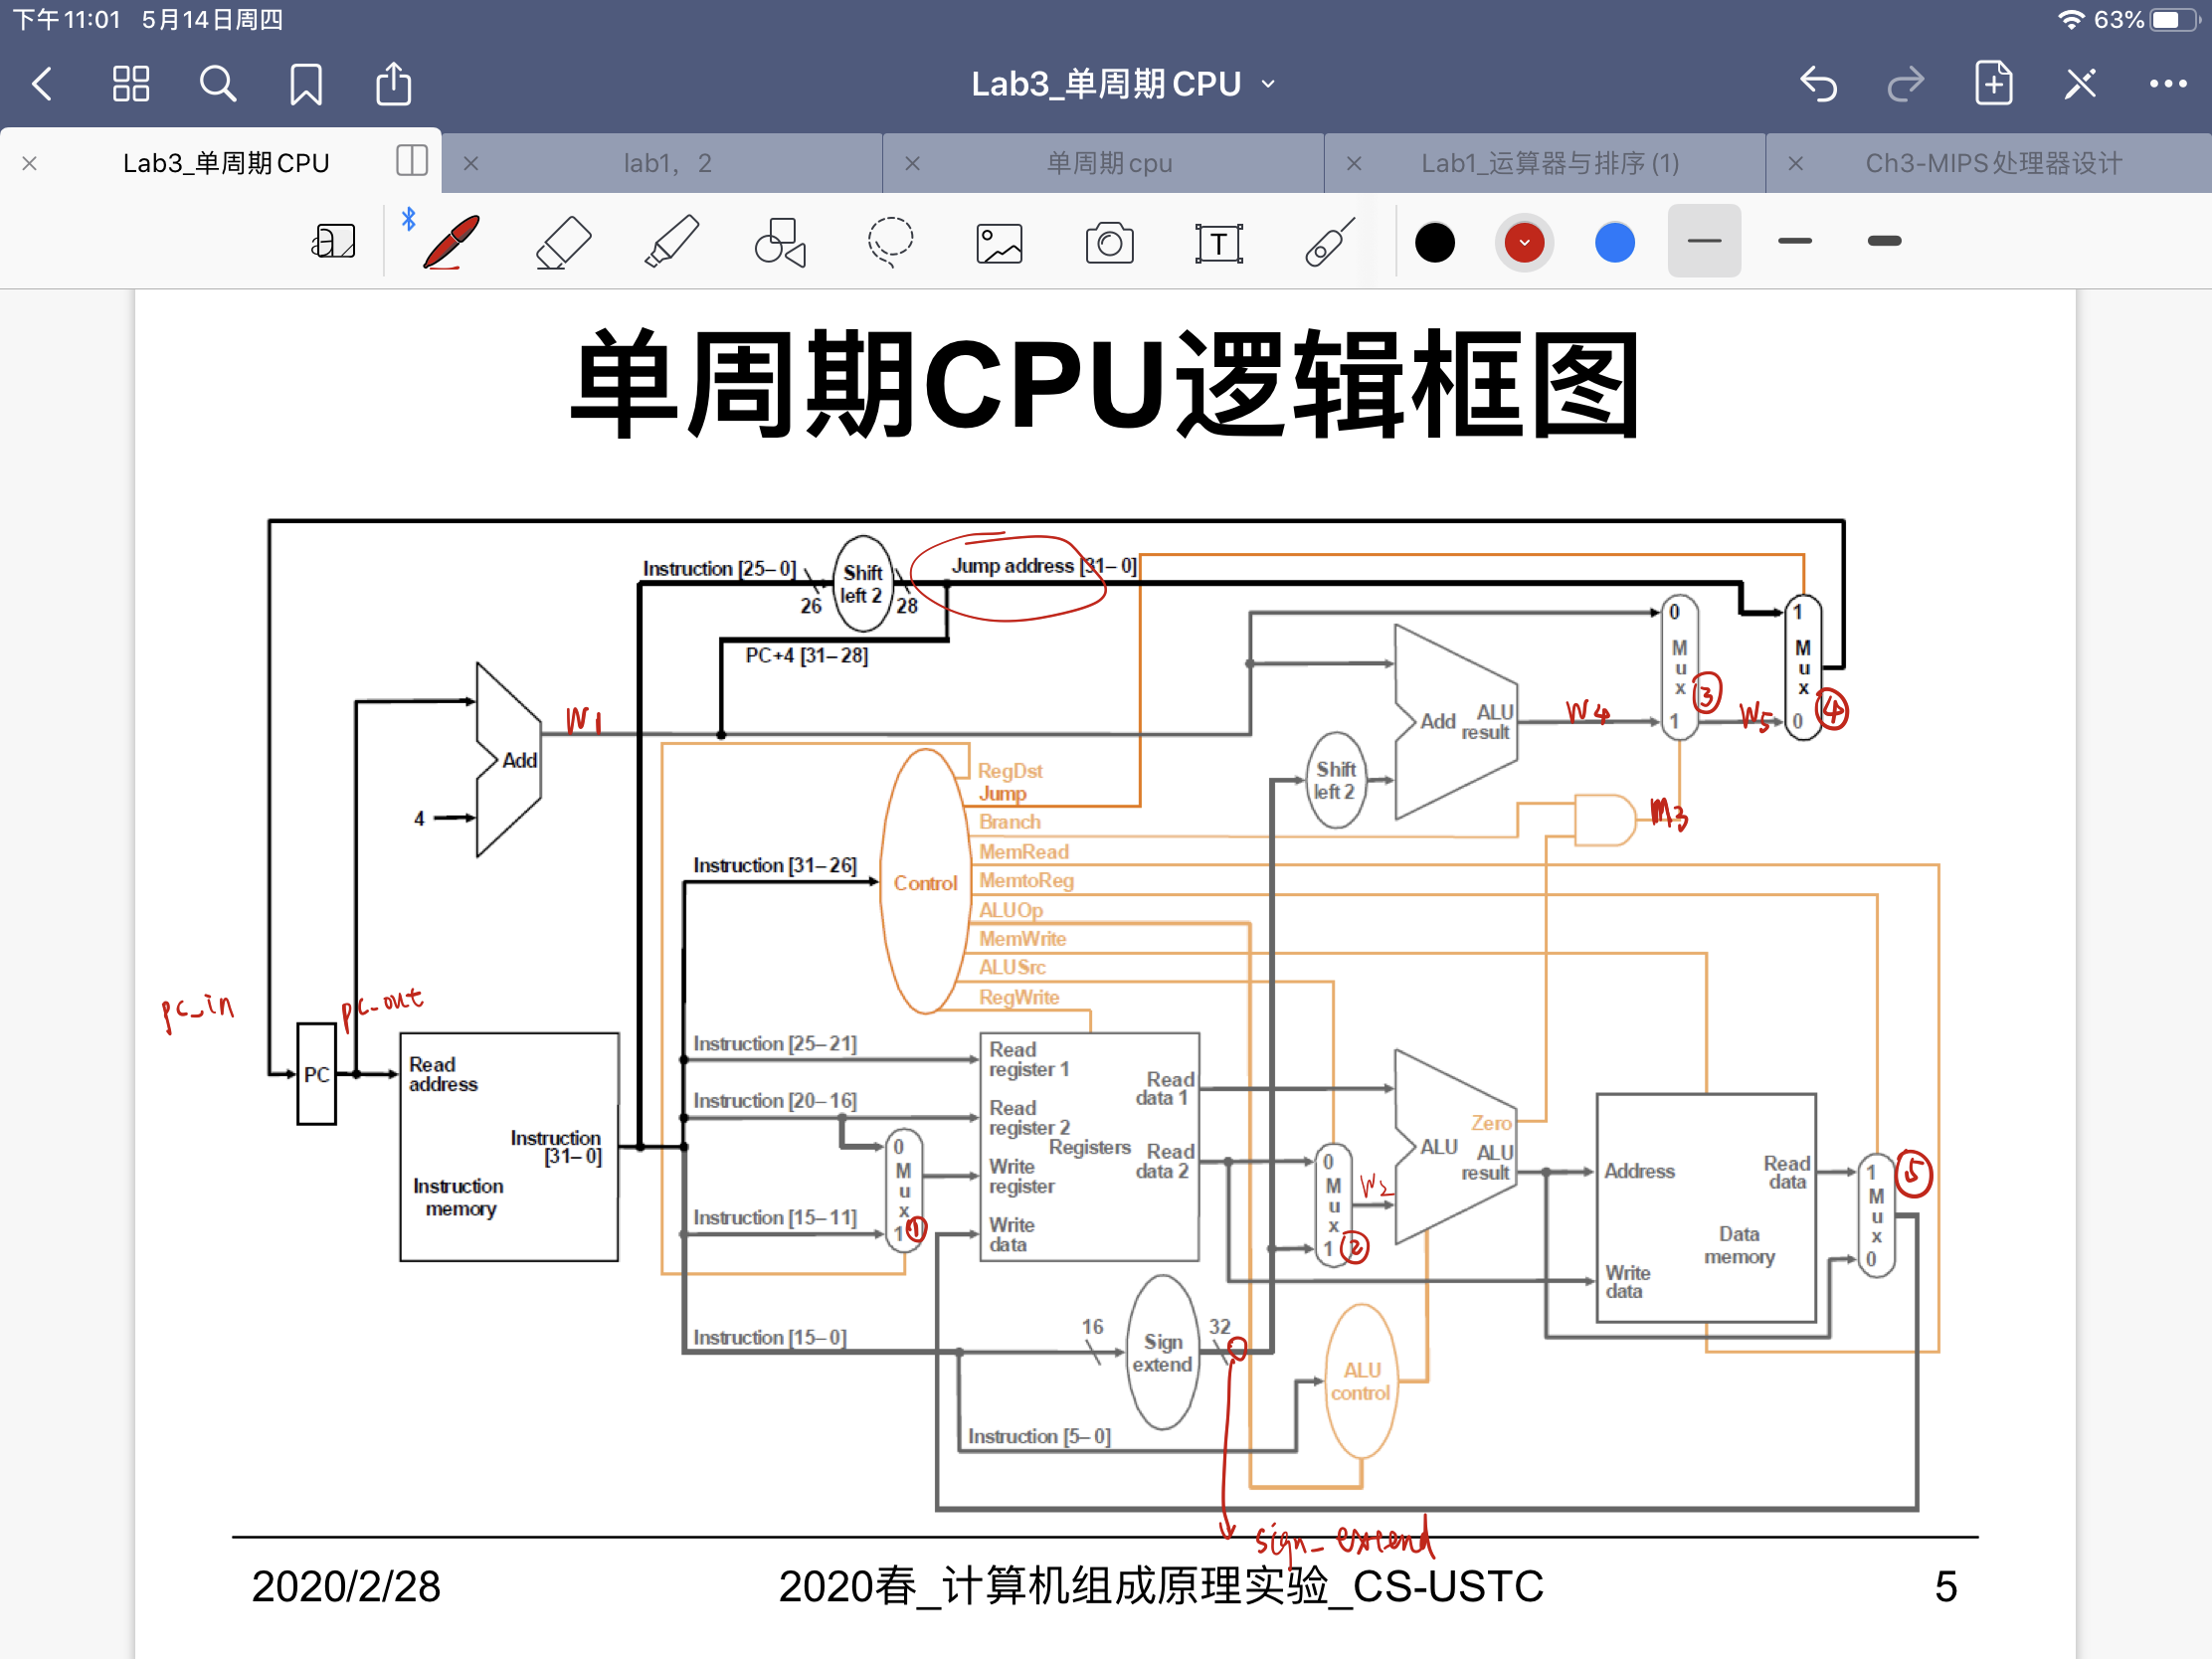 下午11:01 5月14日周四
63%
Lab3_单周期CPU
Lab3_单周期CPU
lab1，2
单周期cpu
Lab1_运算器与排序(1)
Ch3-MIPS处理器设计
a
T
单周期CPU逻辑框图
Instruction [25–0]
26
Shift
left 2
28
Jump address [31–0]
PC+4 [31–28]
0
M
u
x
1
③
1
M
u
x
0
④
Add
4
W1
Add
ALU
result
W4
W5
Shift
left 2
M3
RegDst
Jump
Branch
MemRead
MemtoReg
ALUOp
MemWrite
ALUSrc
RegWrite
Control
Instruction [31–26]
pc_in
pc_out
PC
Read
address
Instruction
[31–0]
Instruction
memory
Instruction [25–21]
Instruction [20–16]
Instruction [15–11]
0
M
u
x
1
①
Read
register 1
Read
register 2
Write
register
Write
data
Registers
Read
data 1
Read
data 2
0
M
u
x
1
②
W2
Zero
ALU
ALU
result
Address
Write
data
Read
data
Data
memory
1
M
u
x
0
⑤
Instruction [15–0]
16
Sign
extend
32
ALU
control
Instruction [5–0]
sign_extend
2020/2/28
2020春_计算机组成原理实验_CS-USTC
5